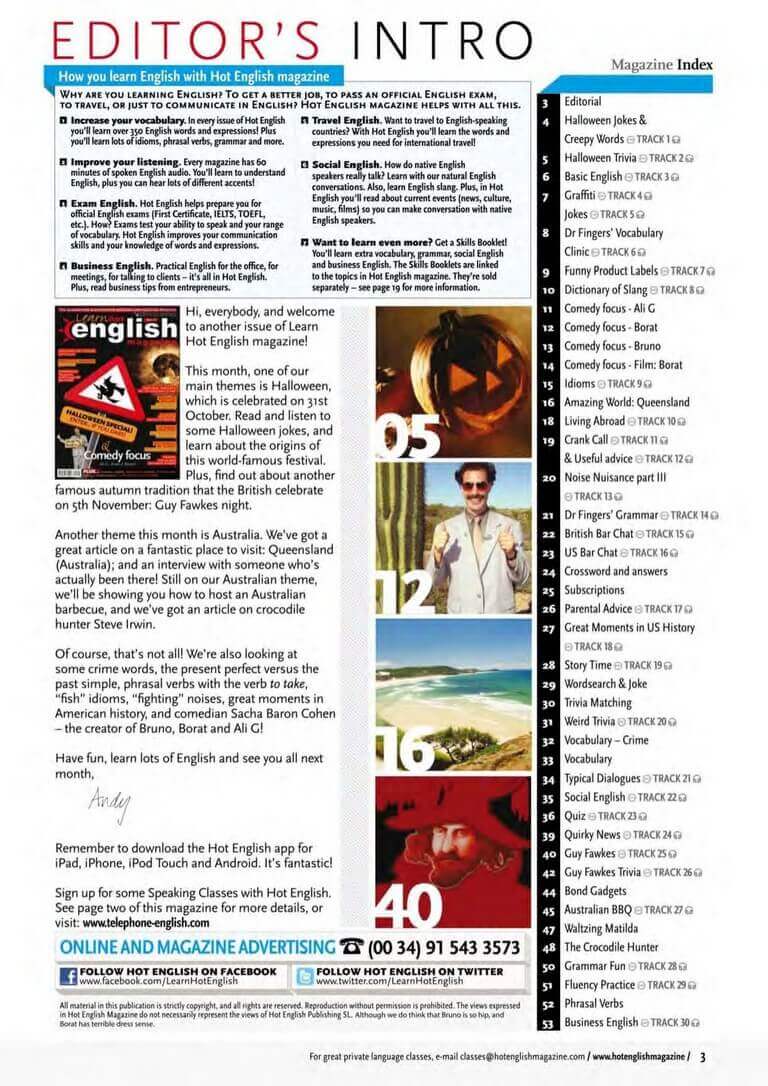 EDITOR'S INTRO
How you learn English with Hot English magazine
WHY ARE YOU LEARNING ENGLISH? TO GET A BETTER JOB, TO PASS AN OFFICIAL ENGLISH EXAM,
TO TRAVEL, OR JUST TO COMMUNICATE IN ENGLISH? HOT ENGLISH MAGAZINE HELPS WITH ALL THIS.
Increase your vocabulary. In every issue of Hot English
you'll learn over 350 English words and expressions! Plus
you'll learn lots of idioms, phrasal verbs, grammar and more.
Improve your listening. Every magazine has 60
minutes of spoken English audio. You'll learn to understand
English, plus you can hear lots of different accents!
Exam English. Hot English helps prepare you for
official English exams (First Certificate, IELTS, TOEFL,
etc.). How? Exams test your ability to speak and your range
of vocabulary. Hot English improves your communication
skills and your knowledge of words and expressions.
Business English. Practical English for the office, for
meetings, for talking to clients – it's all in Hot English.
Plus, read business tips from entrepreneurs.
Travel English. Want to travel to English-speaking
countries? With Hot English you'll learn the words and
expressions you need for international travel!
Social English. How do native English
speakers really talk? Learn with our natural English
conversations. Also, learn English slang. Plus, in Hot
English you'll read about current events (news, culture,
music, films) so you can make conversation with native
English speakers.
Want to learn even more? Get a Skills Booklet!
You'll learn extra vocabulary, grammar, social English
and business English. The Skills Booklets are linked
to the topics in Hot English magazine. They're sold
separately – see page 19 for more information.
Learn
english
HALLOWEEN SPECIAL!
Comedy focus
Hi, everybody, and welcome
to another issue of Learn
Hot English magazine!
This month, one of our
main themes is Halloween,
which is celebrated on 31st
October. Read and listen to
some Halloween jokes, and
learn about the origins of
this world-famous festival.
Plus, find out about another
famous autumn tradition that the British celebrate
on 5th November: Guy Fawkes night.
Another theme this month is Australia. We've got a
great article on a fantastic place to visit: Queensland
(Australia); and an interview with someone who's
actually been there! Still on our Australian theme,
we'll be showing you how to host an Australian
barbecue, and we've got an article on crocodile
hunter Steve Irwin.
Of course, that's not all! We're also looking at
some crime words, the present perfect versus the
past simple, phrasal verbs with the verb to take,
"fish" idioms, "fighting" noises, great moments in
American history, and comedian Sacha Baron Cohen
– the creator of Bruno, Borat and Ali G!
Have fun, learn lots of English and see you all next
month,
Andy
Remember to download the Hot English app for
iPad, iPhone, iPod Touch and Android. It's fantastic!
Sign up for some Speaking Classes with Hot English.
See page two of this magazine for more details, or
visit: www.telephone-english.com
05
12
16
40
ONLINE AND MAGAZINE ADVERTISING (00 34) 91 543 3573
FOLLOW HOT ENGLISH ON FACEBOOK
www.facebook.com/LearnHotEnglish
FOLLOW HOT ENGLISH ON TWITTER
www.twitter.com/LearnHotEnglish
All material in this publication is strictly copyright, and all rights are reserved. Reproduction without permission is prohibited. The views expressed
in Hot English Magazine do not necessarily represent the views of Hot English Publishing SL. Although we do think that Bruno is so hip, and
Borat has terrible dress sense.
Magazine Index
3 Editorial
4 Halloween Jokes &
Creepy Words TRACK 1
5 Halloween Trivia TRACK 2
6 Basic English TRACK 3
7 Graffiti TRACK 4
Jokes TRACK 5
8 Dr Fingers' Vocabulary
Clinic TRACK 6
9 Funny Product Labels TRACK 7
10 Dictionary of Slang TRACK 8
11 Comedy focus - Ali G
12 Comedy focus - Borat
13 Comedy focus - Bruno
14 Comedy focus - Film: Borat
15 Idioms TRACK 9
16 Amazing World: Queensland
18 Living Abroad TRACK 10
19 Crank Call TRACK 11
& Useful advice TRACK 12
20 Noise Nuisance part III
TRACK 13
21 Dr Fingers' Grammar TRACK 14
22 British Bar Chat TRACK 15
23 US Bar Chat TRACK 16
24 Crossword and answers
25 Subscriptions
26 Parental Advice TRACK 17
27 Great Moments in US History
TRACK 18
28 Story Time TRACK 19
29 Wordsearch & Joke
30 Trivia Matching
31 Weird Trivia TRACK 20
32 Vocabulary – Crime
33 Vocabulary
34 Typical Dialogues TRACK 21
35 Social English TRACK 22
36 Quiz TRACK 23
39 Quirky News TRACK 24
40 Guy Fawkes TRACK 25
42 Guy Fawkes Trivia TRACK 26
44 Bond Gadgets
45 Australian BBQ TRACK 27
47 Waltzing Matilda
48 The Crocodile Hunter
50 Grammar Fun TRACK 28
51 Fluency Practice TRACK 29
52 Phrasal Verbs
53 Business English TRACK 30
For great private language classes, e-mail classes@hotenglishmagazine.com / www.hotenglishmagazine / 3